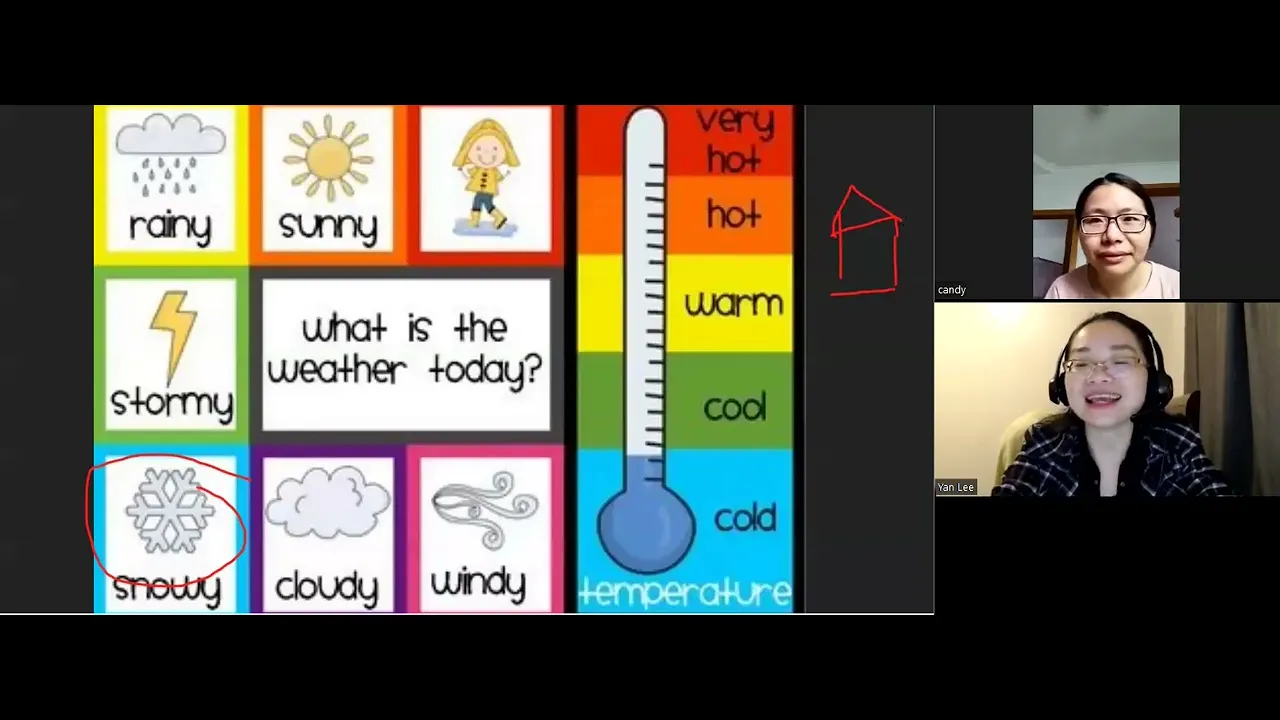 rainy
sunny
stormy
what is the
weather today?
snowy
cloudy
windy
very
hot
hot
warm
cool
cold
temperature
candy
Yan Lee